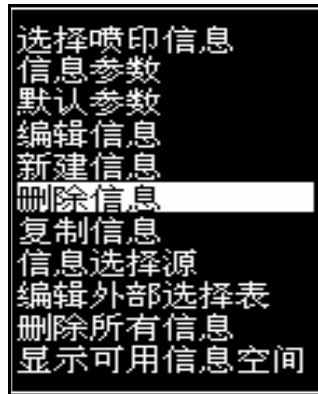 选择喷印信息
信息参数
默认参数
编辑信息
新建信息
删除信息
复制信息
信息选择源
编辑外部选择表
删除所有信息
显示可用信息空间